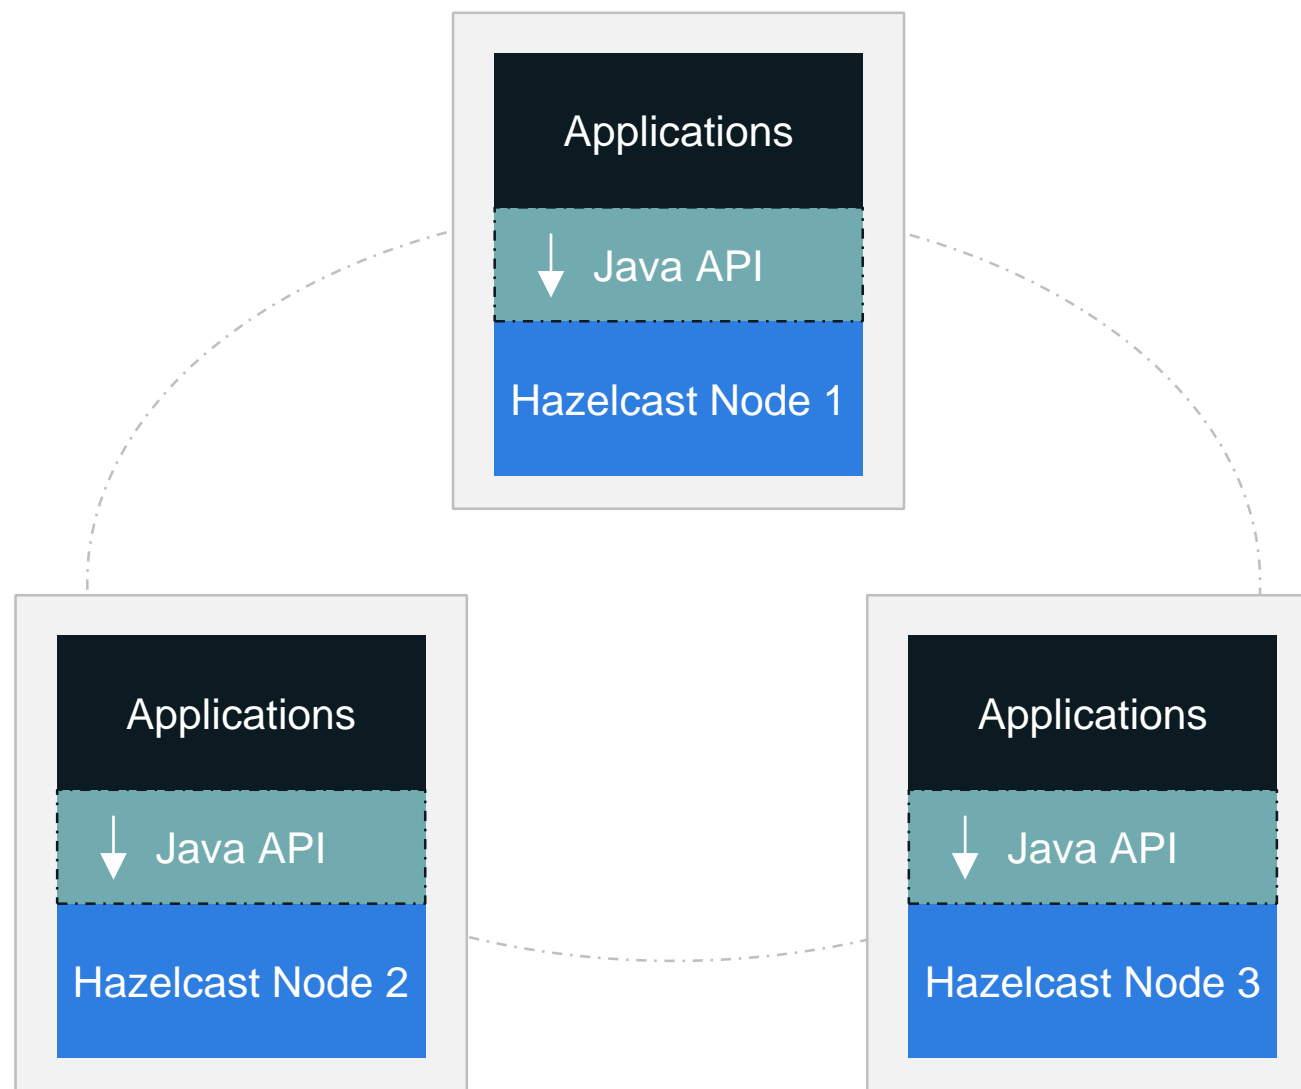 Applications
Java API
Hazelcast Node 1
Applications
Java API
Hazelcast Node 2
Applications
Java API
Hazelcast Node 3